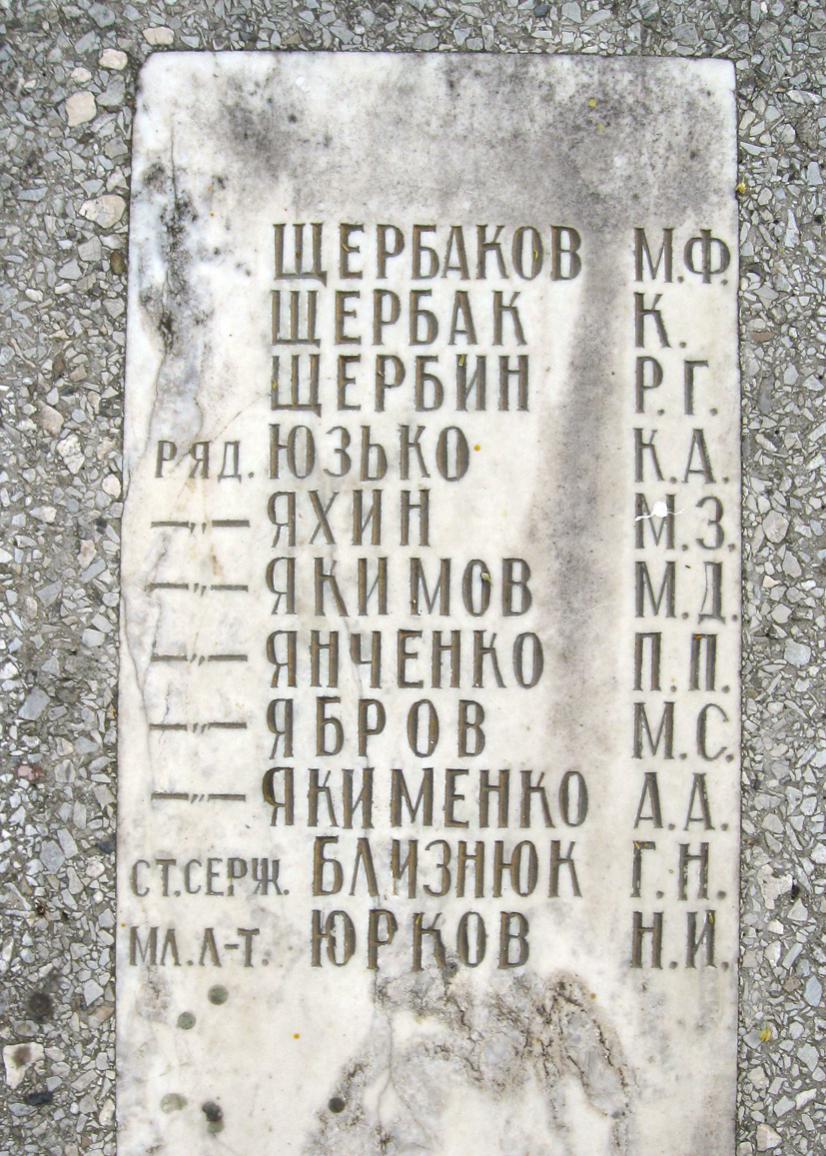 ЩЕРБАКОВ М.Ф.
ЩЕРБАК К.
ЩЕРБИН Р.Г.
РЯД. ЮЗЬКО К.А.
—„— ЯХИН М.З.
—„— ЯКИМОВ М.Д.
—„— ЯНЧЕНКО П.П.
—„— ЯБРОВ М.С.
—„— ЯКИМЕНКО А.А.
СТ.СЕРЖ. БЛИЗНЮК Г.Н.
МЛ.Л-Т. ЮРКОВ Н.И.